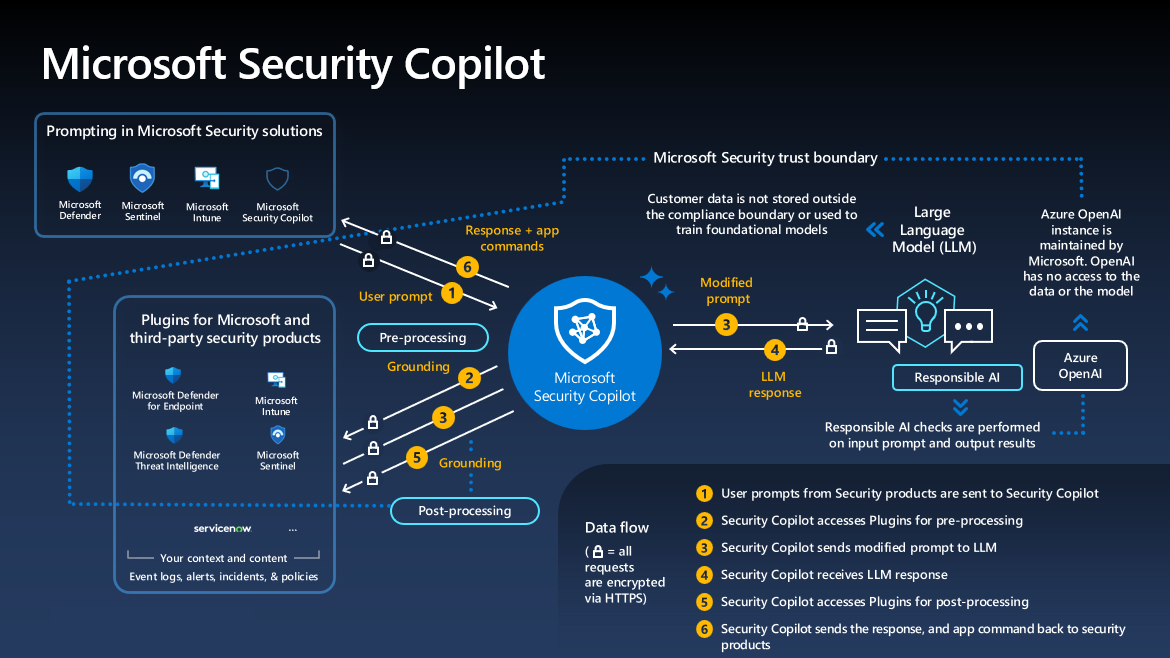 Microsoft Security Copilot
Prompting in Microsoft Security solutions
Microsoft
Defender
Microsoft
Sentinel
Microsoft
Intune
Microsoft
Security Copilot
Microsoft Security trust boundary
Customer data is not stored outside
the compliance boundary or used to
train foundational models
Large
Language
Model (LLM)
Azure OpenAI
instance is
maintained by
Microsoft. OpenAI
has no access to the
data or the model
Response + app
commands
6
User prompt
1
Pre-processing
Grounding
2
3
5
Grounding
Post-processing
Microsoft
Security Copilot
Modified
prompt
3
4
LLM
response
Responsible AI
Azure
OpenAI
Responsible AI checks are performed
on input prompt and output results
Plugins for Microsoft and
third-party security products
Microsoft Defender
for Endpoint
Microsoft
Intune
Microsoft Defender
Threat Intelligence
Microsoft
Sentinel
servicenow
...
Your context and content
Event logs, alerts, incidents, & policies
Data flow
( = all
requests
are encrypted
via HTTPS)
1 User prompts from Security products are sent to Security Copilot
2 Security Copilot accesses Plugins for pre-processing
3 Security Copilot sends modified prompt to LLM
4 Security Copilot receives LLM response
5 Security Copilot accesses Plugins for post-processing
6 Security Copilot sends the response, and app command back to security
products